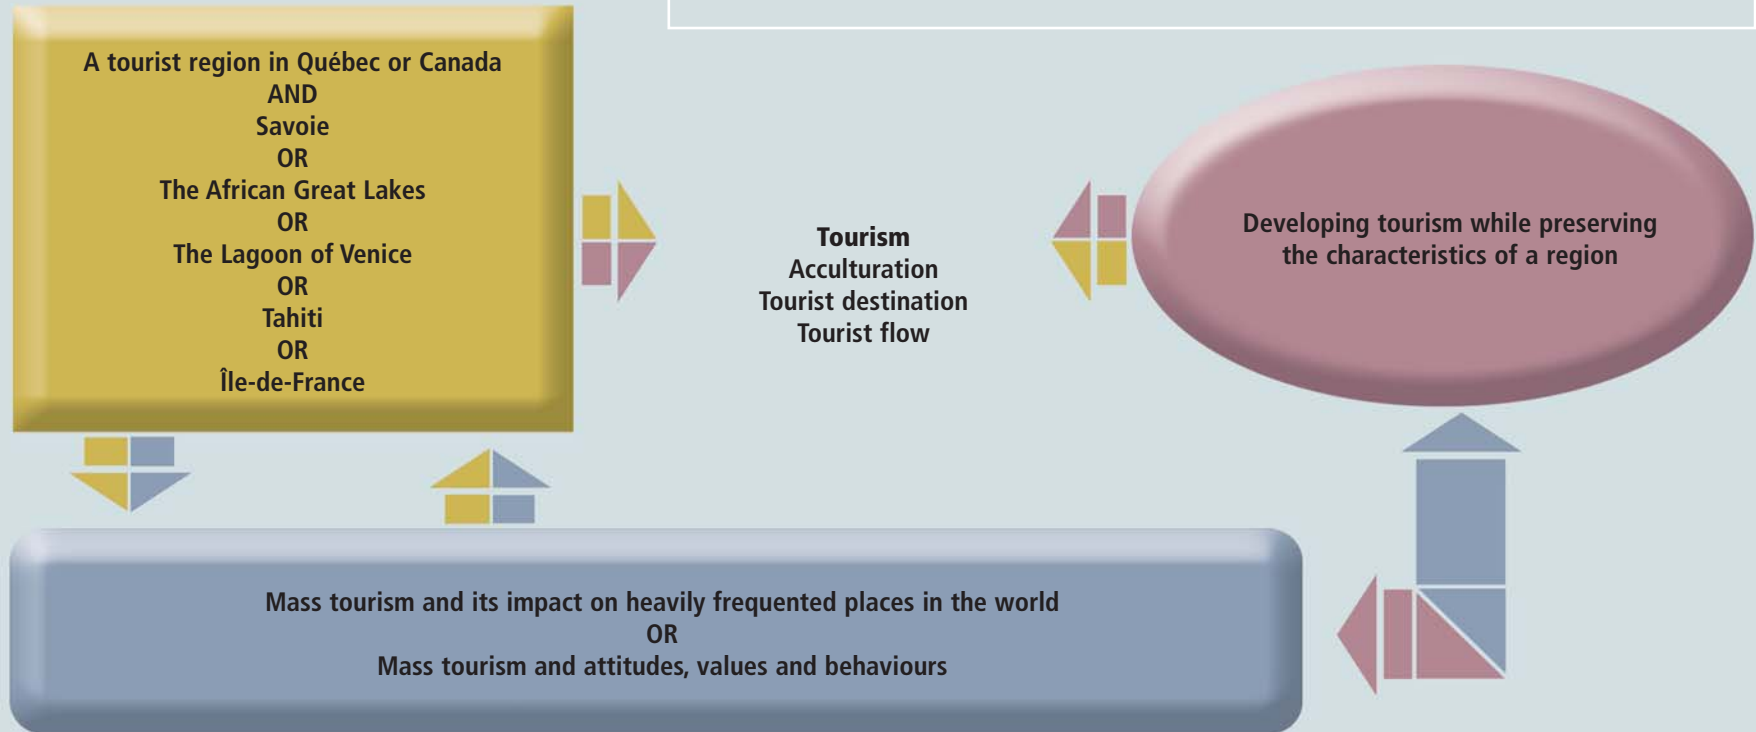 A tourist region in Québec or Canada
AND
Savoie
OR
The African Great Lakes
OR
The Lagoon of Venice
OR
Tahiti
OR
Île-de-France
Tourism
Acculturation
Tourist destination
Tourist flow
Developing tourism while preserving
the characteristics of a region
Mass tourism and its impact on heavily frequented places in the world
OR
Mass tourism and attitudes, values and behaviours